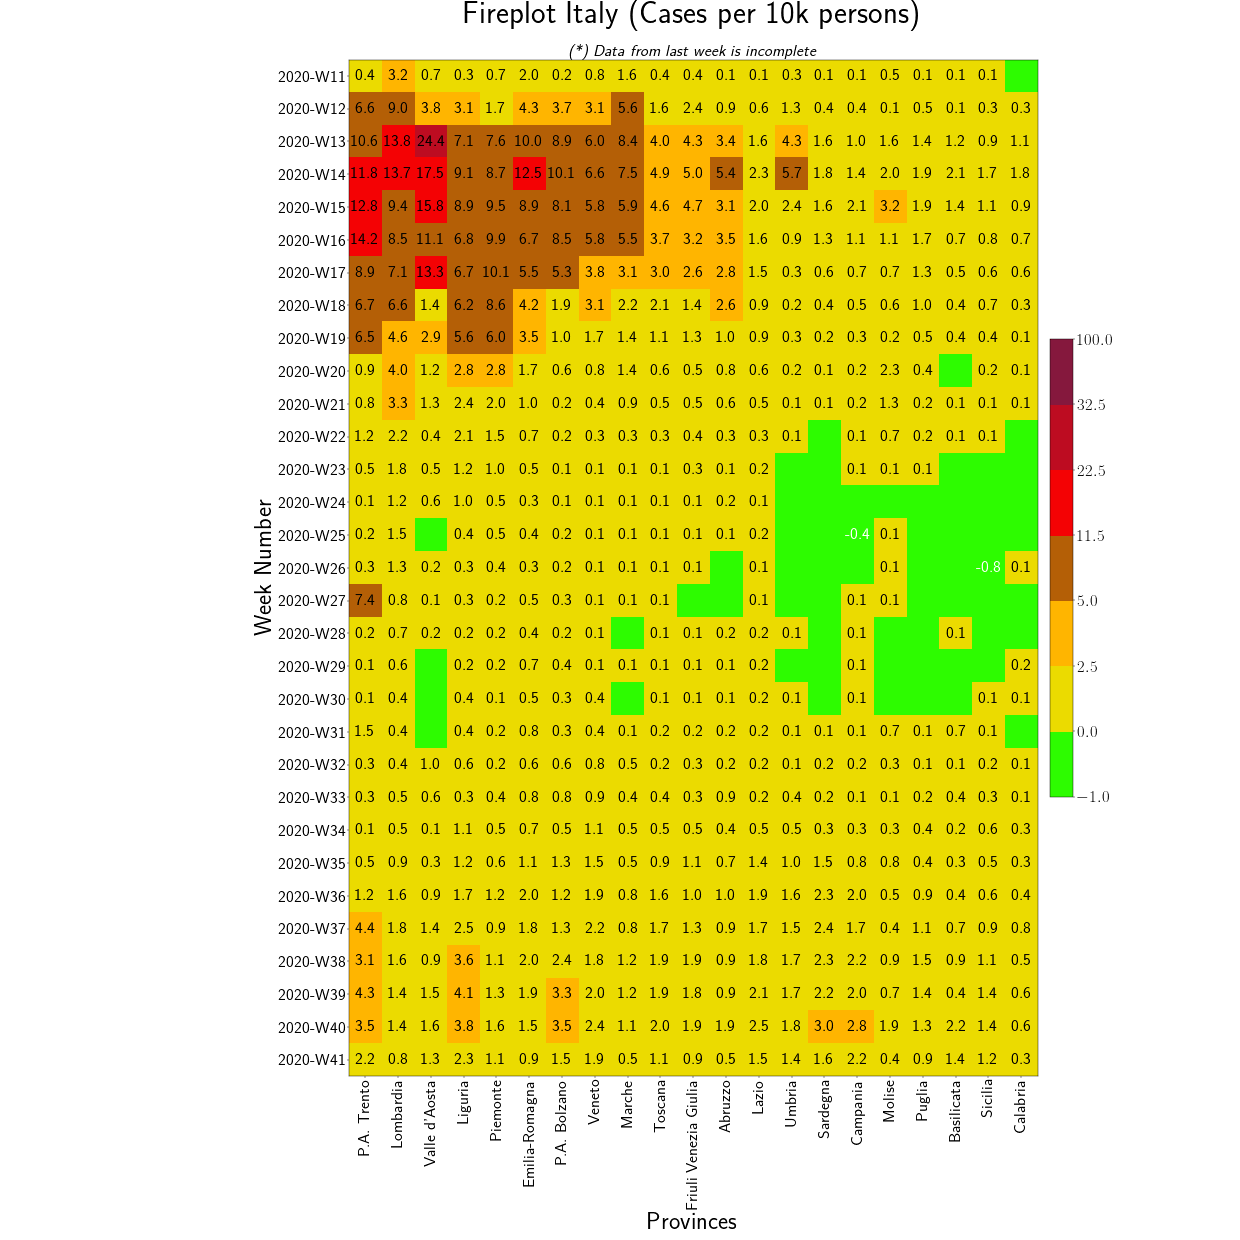 Fireplot Italy (Cases per 10k persons)
(*) Data from last week is incomplete
2020-W11 0.4 3.2 0.7 0.3 0.7 2.0 0.2 0.8 1.6 0.4 0.4 0.1 0.1 0.3 0.1 0.1 0.5 0.1 0.1 0.1
2020-W12 6.6 9.0 3.8 3.1 1.7 4.3 3.7 3.1 5.6 1.6 2.4 0.9 0.6 1.3 0.4 0.4 0.1 0.5 0.1 0.3 0.3
2020-W13 10.6 13.8 24.4 7.1 7.6 10.0 8.9 6.0 8.4 4.0 4.3 3.4 1.6 4.3 1.6 1.0 1.6 1.4 1.2 0.9 1.1
2020-W14 11.8 13.7 17.5 9.1 8.7 12.5 10.1 6.6 7.5 4.9 5.0 5.4 2.3 5.7 1.8 1.4 2.0 1.9 2.1 1.7 1.8
2020-W15 12.8 9.4 15.8 8.9 9.5 8.9 8.1 5.8 5.9 4.6 4.7 3.1 2.0 2.4 1.6 2.1 3.2 1.9 1.4 1.1 0.9
2020-W16 14.2 8.5 11.1 6.8 9.9 6.7 8.5 5.8 5.5 3.7 3.2 3.5 1.6 0.9 1.3 1.1 1.1 1.7 0.7 0.8 0.7
2020-W17 8.9 7.1 13.3 6.7 10.1 5.5 5.3 3.8 3.1 3.0 2.6 2.8 1.5 0.3 0.6 0.7 0.7 1.3 0.5 0.6 0.6
2020-W18 6.7 6.6 1.4 6.2 8.6 4.2 1.9 3.1 2.2 2.1 1.4 2.6 0.9 0.2 0.4 0.5 0.6 1.0 0.4 0.7 0.3
2020-W19 6.5 4.6 2.9 5.6 6.0 3.5 1.0 1.7 1.4 1.1 1.3 1.0 0.9 0.3 0.2 0.3 0.2 0.5 0.4 0.4 0.1
2020-W20 0.9 4.0 1.2 2.8 2.8 1.7 0.6 0.8 1.4 0.6 0.5 0.8 0.6 0.2 0.1 0.2 2.3 0.4 0.2 0.1
2020-W21 0.8 3.3 1.3 2.4 2.0 1.0 0.2 0.4 0.9 0.5 0.5 0.6 0.5 0.1 0.1 0.2 1.3 0.2 0.1 0.1 0.1
2020-W22 1.2 2.2 0.4 2.1 1.5 0.7 0.2 0.3 0.3 0.3 0.4 0.3 0.3 0.1 0.1 0.7 0.2 0.1 0.1
2020-W23 0.5 1.8 0.5 1.2 1.0 0.5 0.1 0.1 0.1 0.1 0.3 0.1 0.2 0.1 0.1 0.1
2020-W24 0.1 1.2 0.6 1.0 0.5 0.3 0.1 0.1 0.1 0.1 0.1 0.2 0.1
2020-W25 0.2 1.5 0.4 0.5 0.4 0.2 0.1 0.1 0.1 0.1 0.1 0.2 -0.4 0.1
2020-W26 0.3 1.3 0.2 0.3 0.4 0.3 0.2 0.1 0.1 0.1 0.1 0.1 0.1 -0.8 0.1
2020-W27 7.4 0.8 0.1 0.3 0.2 0.5 0.3 0.1 0.1 0.1 0.1 0.1 0.1
2020-W28 0.2 0.7 0.2 0.2 0.2 0.4 0.2 0.1 0.1 0.1 0.2 0.2 0.1 0.1 0.1
2020-W29 0.1 0.6 0.2 0.2 0.7 0.4 0.1 0.1 0.1 0.1 0.1 0.2 0.1 0.2
2020-W30 0.1 0.4 0.4 0.1 0.5 0.3 0.4 0.1 0.1 0.1 0.2 0.1 0.1 0.1 0.1
2020-W31 1.5 0.4 0.4 0.2 0.8 0.3 0.4 0.1 0.2 0.2 0.2 0.2 0.1 0.1 0.1 0.7 0.1 0.7 0.1
2020-W32 0.3 0.4 1.0 0.6 0.2 0.6 0.6 0.8 0.5 0.2 0.3 0.2 0.2 0.1 0.2 0.2 0.3 0.1 0.1 0.2 0.1
2020-W33 0.3 0.5 0.6 0.3 0.4 0.8 0.8 0.9 0.4 0.4 0.3 0.9 0.2 0.4 0.2 0.1 0.1 0.2 0.4 0.3 0.1
2020-W34 0.1 0.5 0.1 1.1 0.5 0.7 0.5 1.1 0.5 0.5 0.5 0.4 0.5 0.5 0.3 0.3 0.3 0.4 0.2 0.6 0.3
2020-W35 0.5 0.9 0.3 1.2 0.6 1.1 1.3 1.5 0.5 0.9 1.1 0.7 1.4 1.0 1.5 0.8 0.8 0.4 0.3 0.5 0.3
2020-W36 1.2 1.6 0.9 1.7 1.2 2.0 1.2 1.9 0.8 1.6 1.0 1.0 1.9 1.6 2.3 2.0 0.5 0.9 0.4 0.6 0.4
2020-W37 4.4 1.8 1.4 2.5 0.9 1.8 1.3 2.2 0.8 1.7 1.3 0.9 1.7 1.5 2.4 1.7 0.4 1.1 0.7 0.9 0.8
2020-W38 3.1 1.6 0.9 3.6 1.1 2.0 2.4 1.8 1.2 1.9 1.9 0.9 1.8 1.7 2.3 2.2 0.9 1.5 0.9 1.1 0.5
2020-W39 4.3 1.4 1.5 4.1 1.3 1.9 3.3 2.0 1.2 1.9 1.8 0.9 2.1 1.7 2.2 2.0 0.7 1.4 0.4 1.4 0.6
2020-W40 3.5 1.4 1.6 3.8 1.6 1.5 3.5 2.4 1.1 2.0 1.9 1.9 2.5 1.8 3.0 2.8 1.9 1.3 2.2 1.4 0.6
2020-W41 2.2 0.8 1.3 2.3 1.1 0.9 1.5 1.9 0.5 1.1 0.9 0.5 1.5 1.4 1.6 2.2 0.4 0.9 1.4 1.2 0.3
Week Number
P.A. Trento
Lombardia
Valle d'Aosta
Liguria
Piemonte
Emilia-Romagna
P.A. Bolzano
Veneto
Marche
Toscana
Friuli Venezia Giulia
Abruzzo
Lazio
Umbria
Sardegna
Campania
Molise
Puglia
Basilicata
Sicilia
Calabria
Provinces
100.0
32.5
22.5
11.5
5.0
2.5
0.0
−1.0